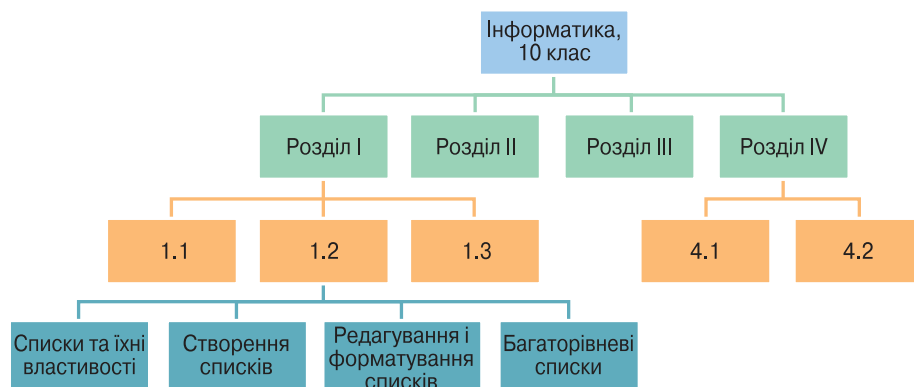 Інформатика,
10 клас
Розділ I
Розділ II
Розділ III
Розділ IV
1.1
1.2
1.3
4.1
4.2
Списки та їхні
властивості
Створення
списків
Редагування і
форматування
списків
Багаторівневі
списки